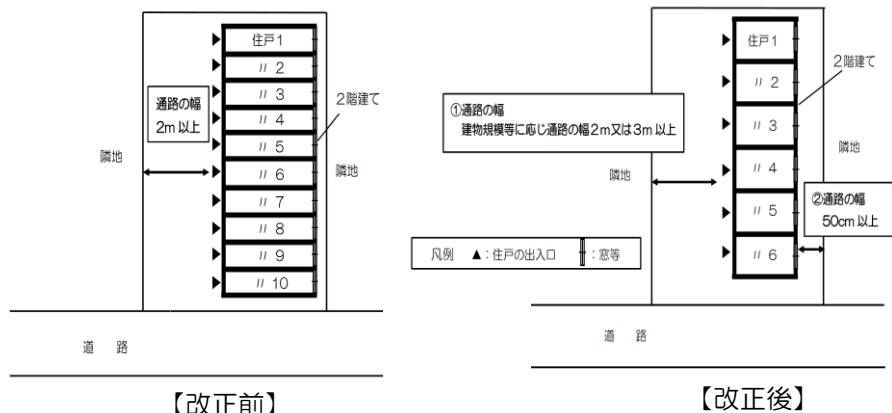 住戸1
〃 2
〃 3
〃 4
〃 5
〃 6
〃 7
〃 8
〃 9
〃 10
通路の幅
2m 以上
2階建て
隣地
隣地
道 路
【改正前】
住戸1
〃 2
〃 3
〃 4
〃 5
〃 6
2階建て
①通路の幅
建物規模等に応じ通路の幅2m又は3m以上
隣地
隣地
②通路の幅
50cm 以上
凡例 ▲：住戸の出入口 ：窓等
道 路
【改正後】